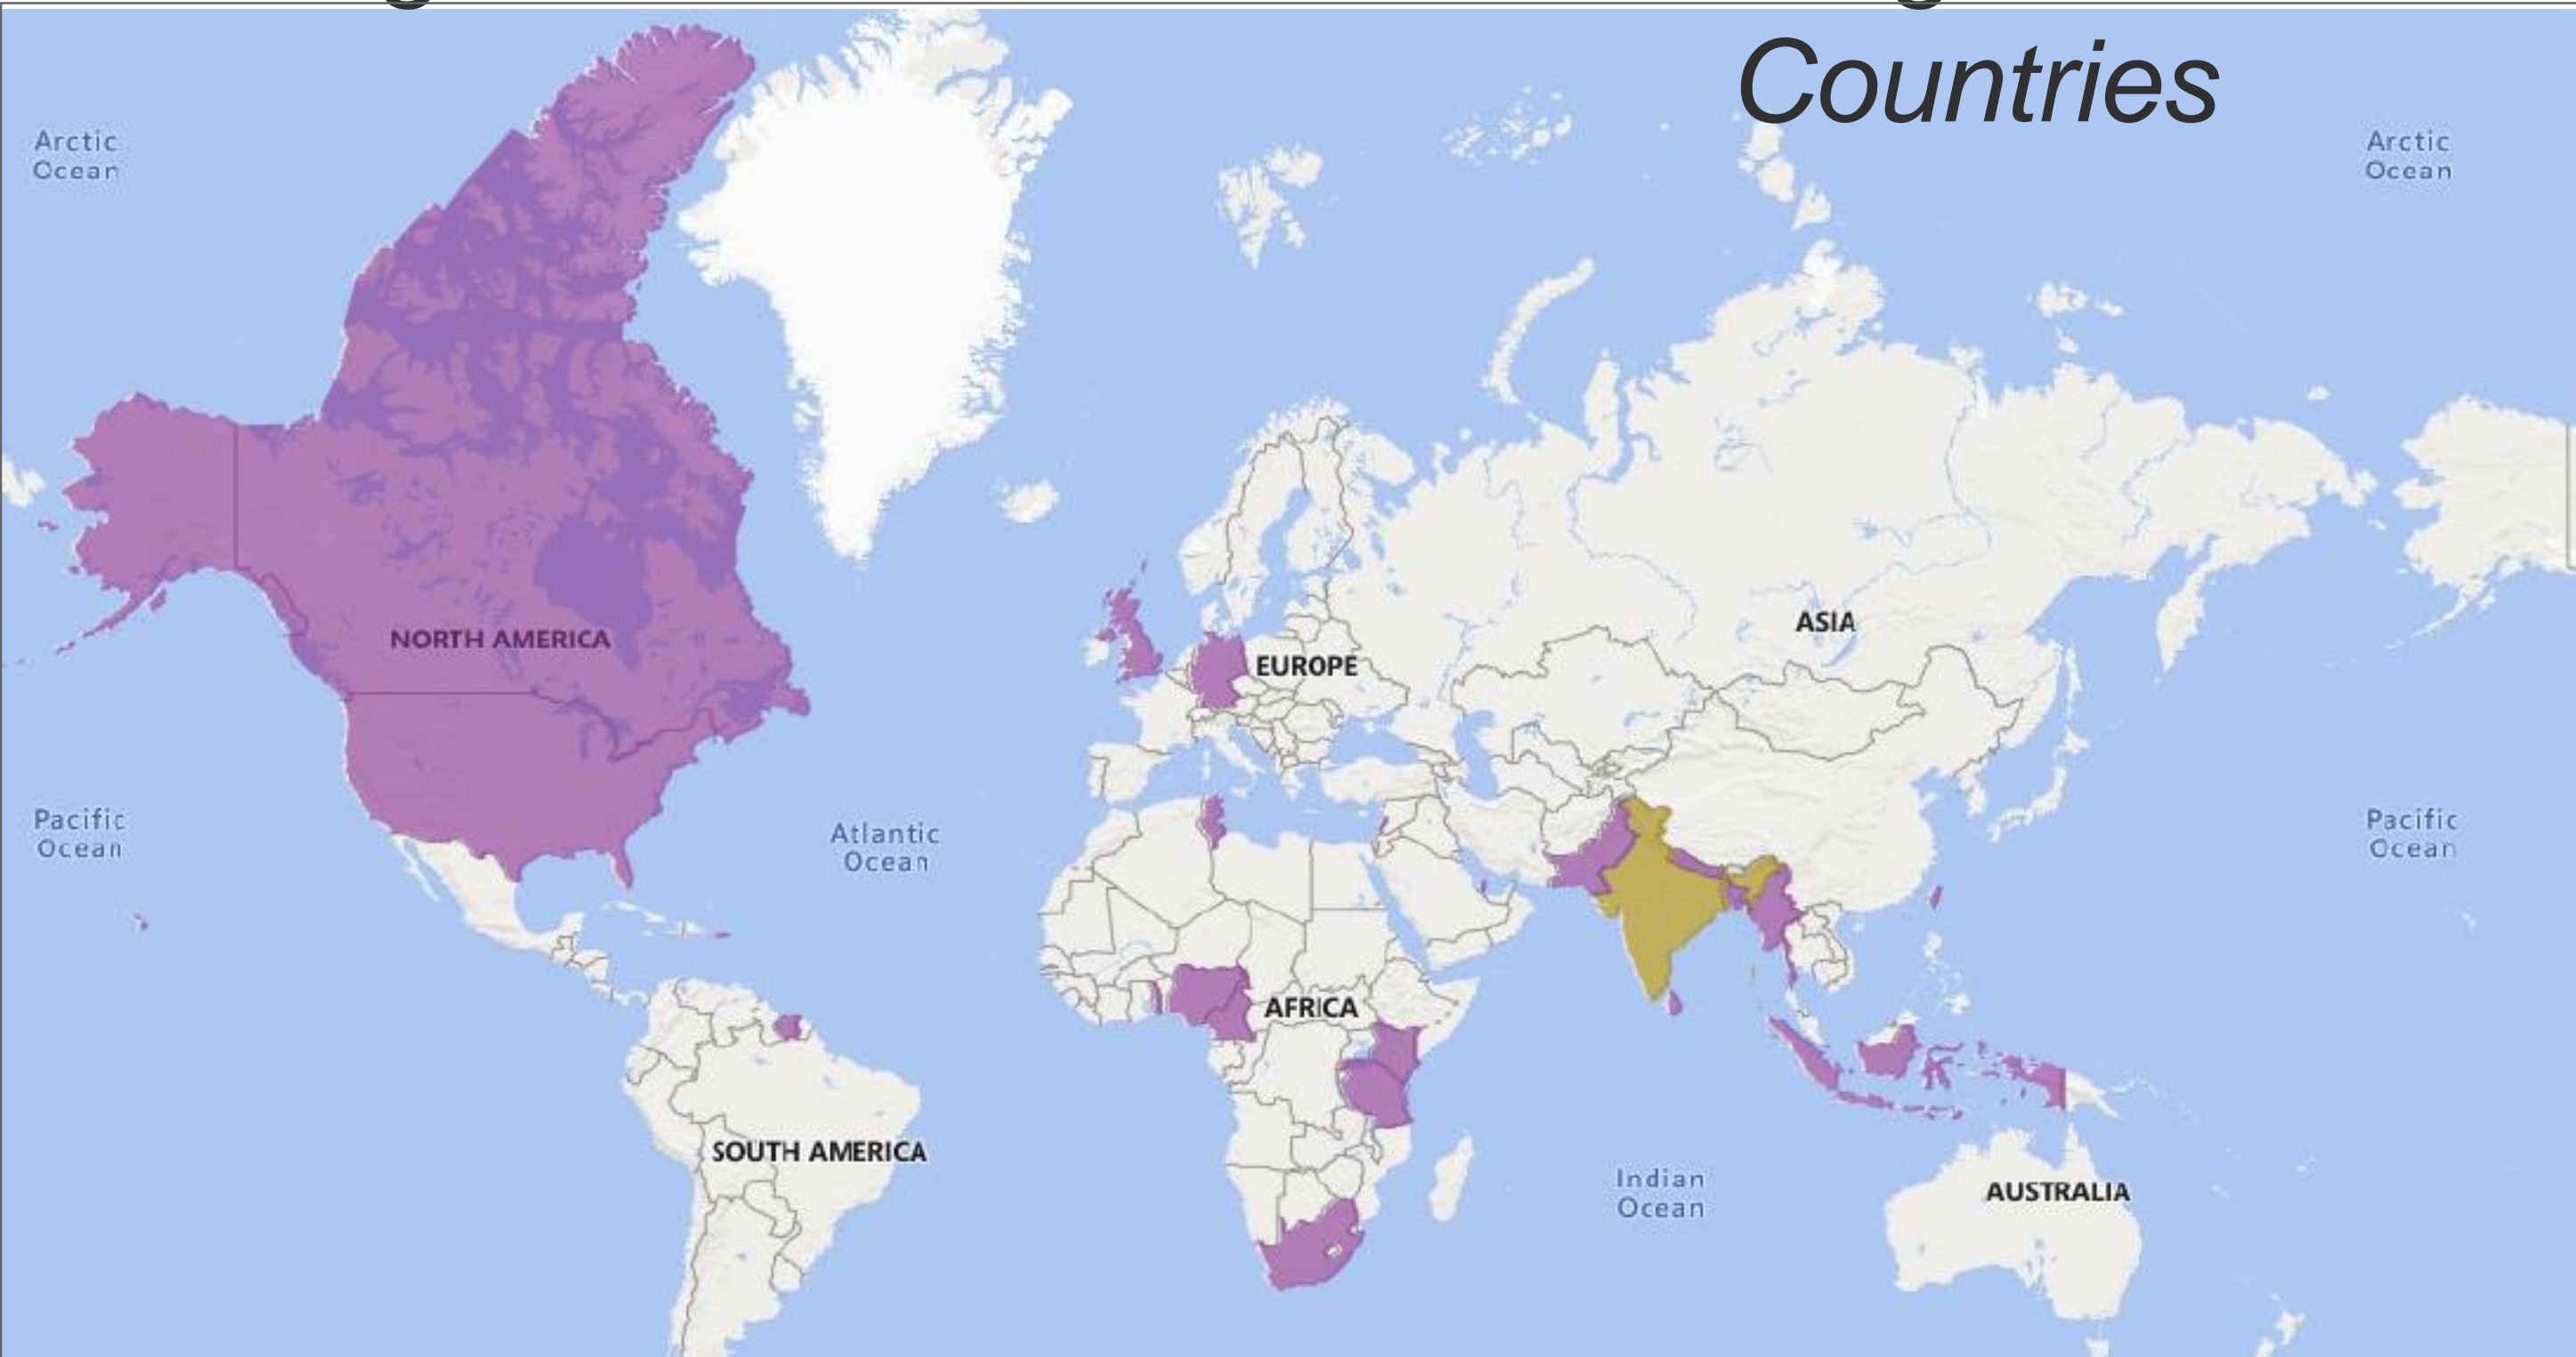 Countries
Arctic
Ocean
Arctic
Ocean
NORTH AMERICA
ASIA
EUROPE
Pacific
Ocean
Atlantic
Ocean
Pacific
Ocean
AFRICA
SOUTH AMERICA
Indian
Ocean
AUSTRALIA